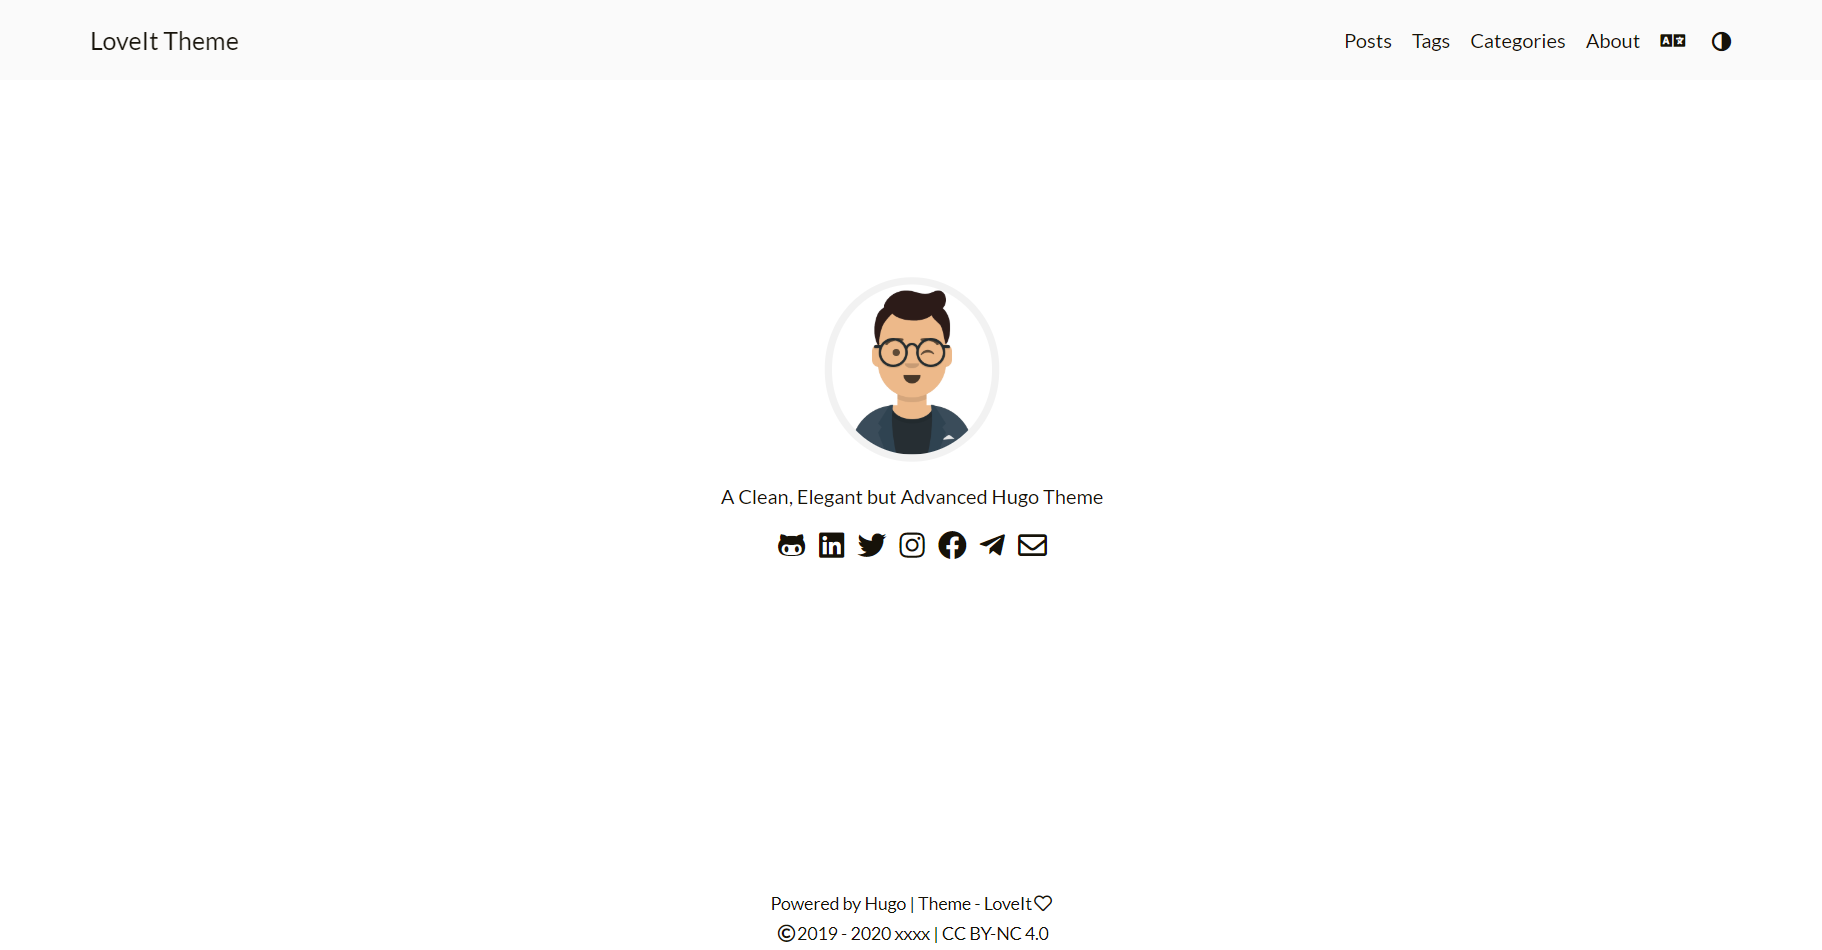 LoveIt Theme
Posts Tags Categories About
A Clean, Elegant but Advanced Hugo Theme
Powered by Hugo | Theme - LoveIt
©2019 - 2020 xxxx | CC BY-NC 4.0